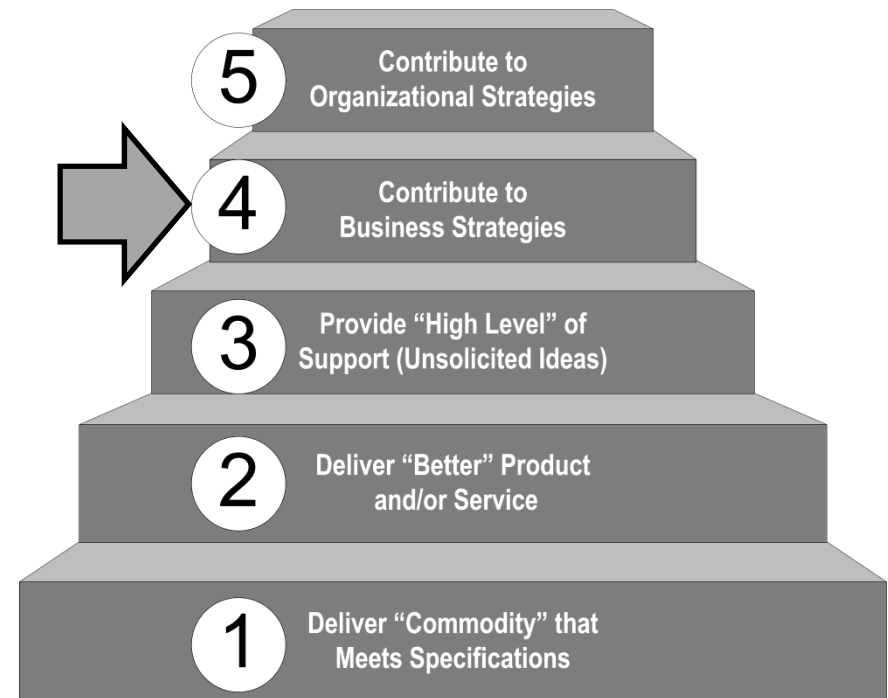 5
Contribute to
Organizational Strategies
4
Contribute to
Business Strategies
3
Provide “High Level” of
Support (Unsolicited Ideas)
2
Deliver “Better” Product
and/or Service
1
Deliver “Commodity” that
Meets Specifications